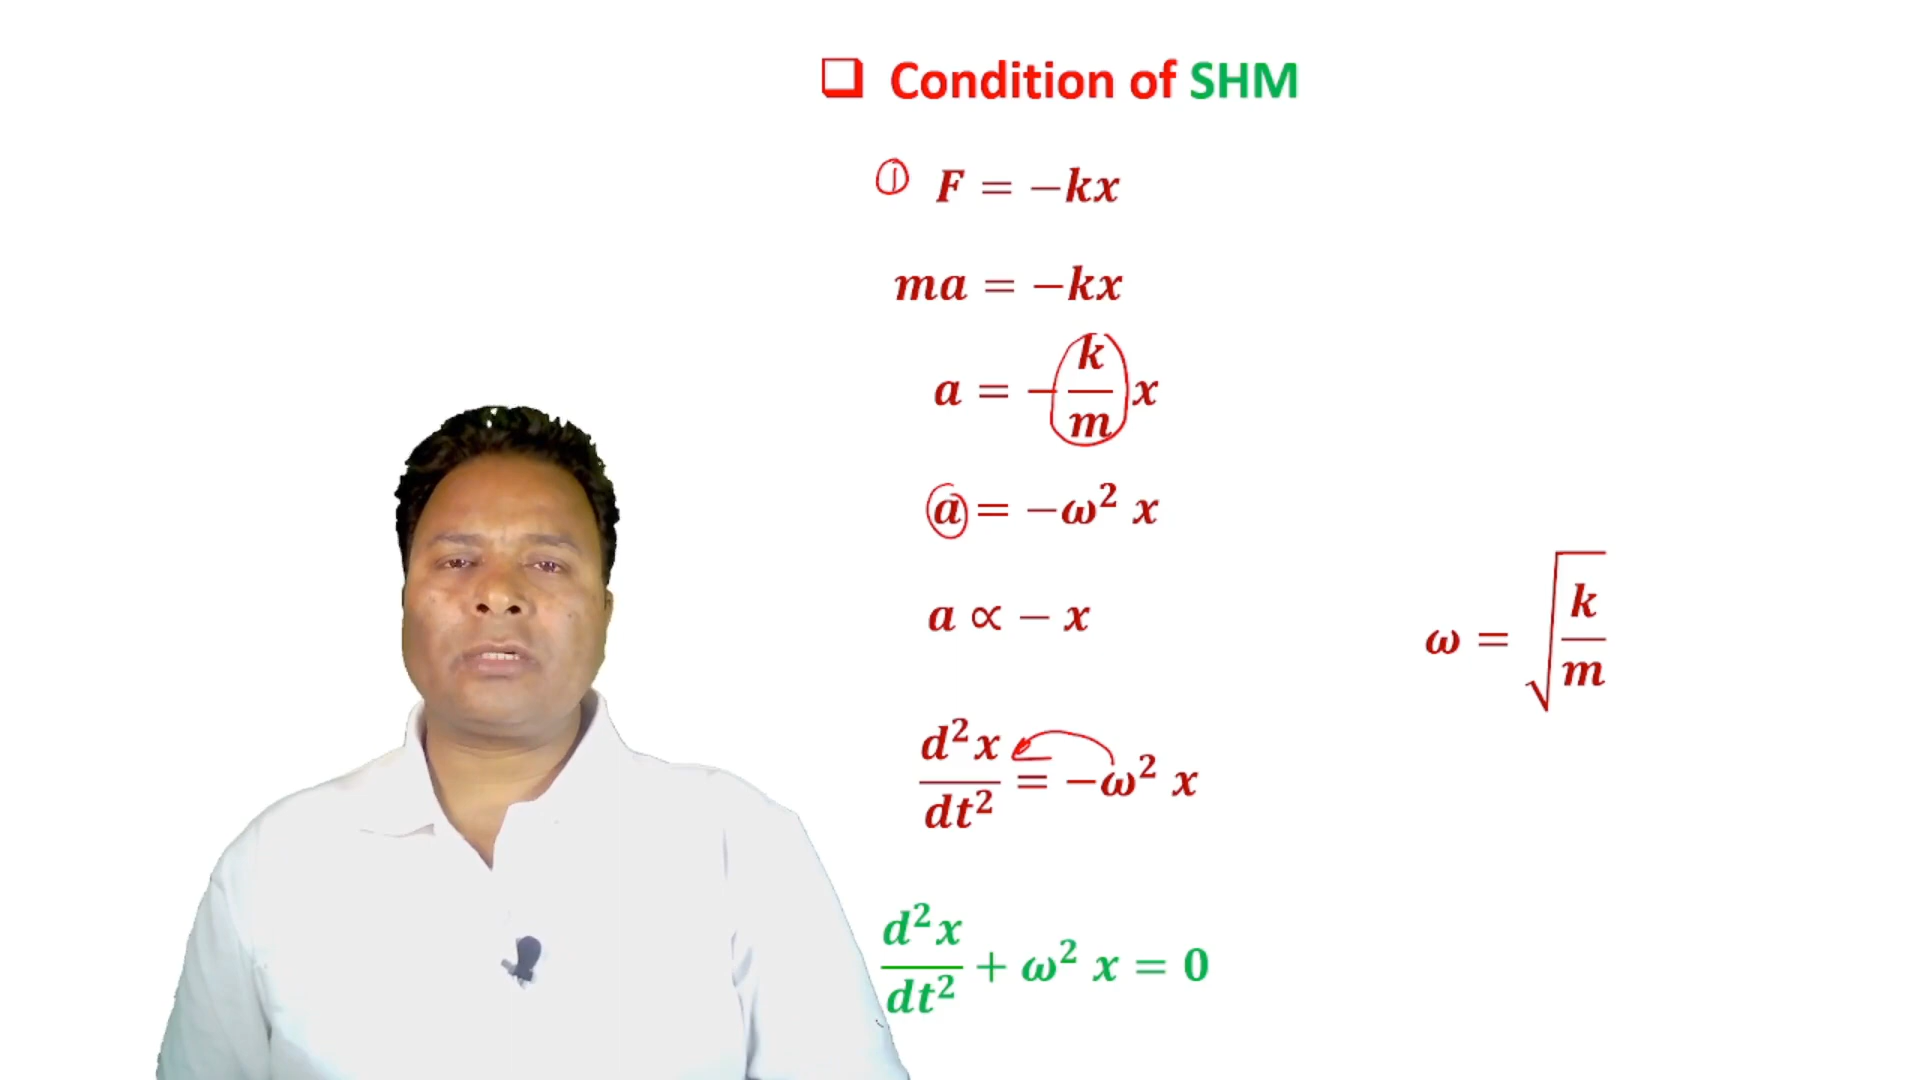 ❑ Condition of SHM
① F = −kx
ma = −kx
a = −k/m x
a = −ω² x
a ∝ − x
ω = √(k/m)
d²x/dt² = −ω² x
d²x/dt² + ω² x = 0